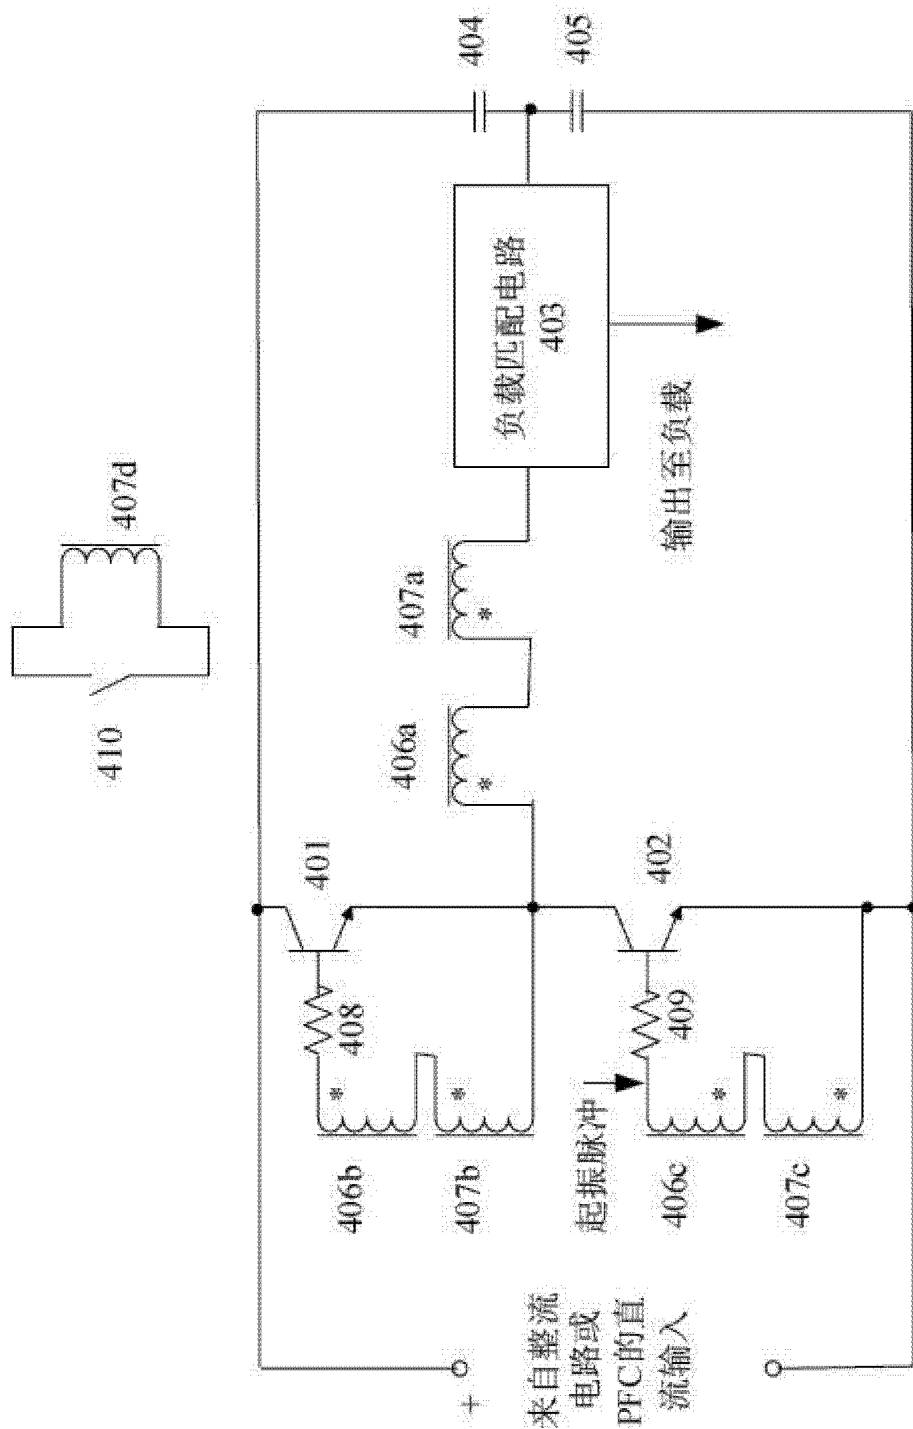 410
407d
404
405
406a
407a
负载匹配电路
403
输出至负载
401
408
*
*
*
*
406b
407b
402
409
起振脉冲
*
*
406c
407c
+
来自整流
电路或
PFC的直
流输入